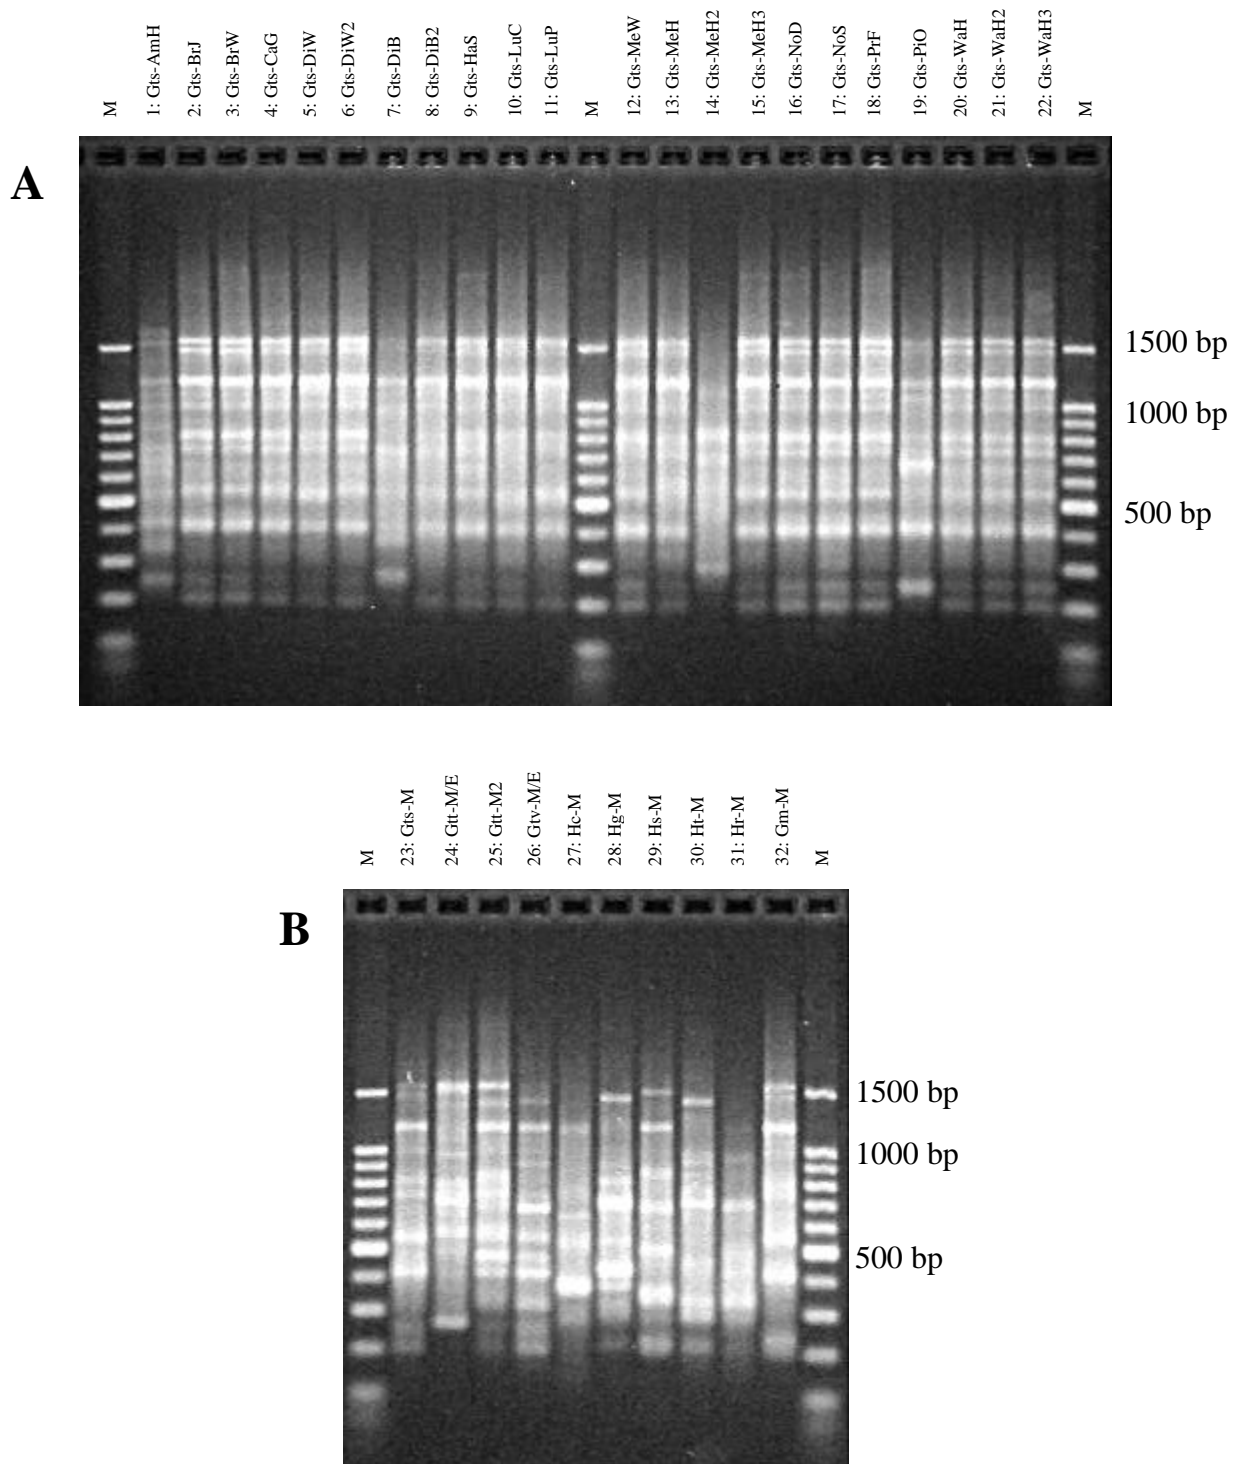 M
1: Gts-AmH
2: Gts-BrJ
3: Gts-BrW
4: Gts-CaG
5: Gts-DiW
6: Gts-DiW2
7: Gts-DiB
8: Gts-DiB2
9: Gts-HaS
10: Gts-LuC
11: Gts-LuP
M
12: Gts-MeW
13: Gts-MeH
14: Gts-MeH2
15: Gts-MeH3
16: Gts-NoD
17: Gts-NoS
18: Gts-PrF
19: Gts-PiO
20: Gts-WaH
21: Gts-WaH2
22: Gts-WaH3
M
A
1500 bp
1000 bp
500 bp
M
23: Gts-M
24: Gtt-M/E
25: Gtt-M2
26: Gtv-M/E
27: Hc-M
28: Hg-M
29: Hs-M
30: Ht-M
31: Hr-M
32: Gm-M
M
B
1500 bp
1000 bp
500 bp